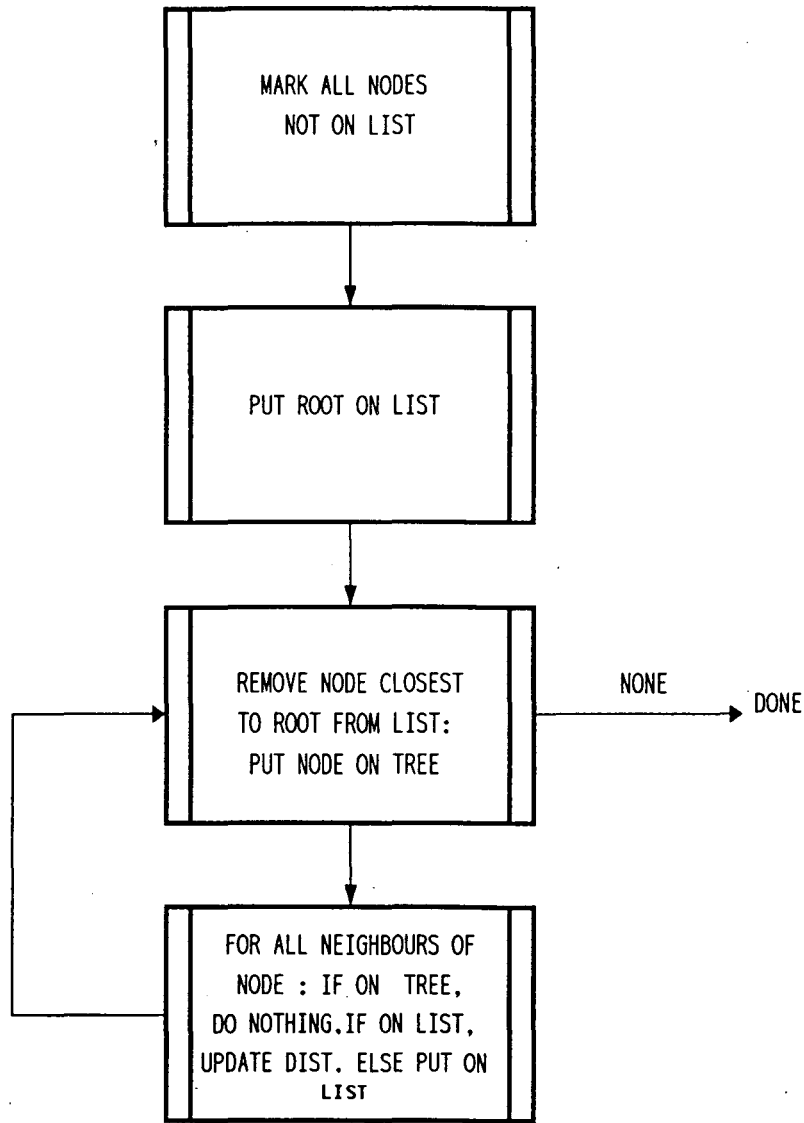 MARK ALL NODES
NOT ON LIST
PUT ROOT ON LIST
REMOVE NODE CLOSEST
TO ROOT FROM LIST:
PUT NODE ON TREE
NONE
DONE
FOR ALL NEIGHBOURS OF
NODE : IF ON TREE,
DO NOTHING.IF ON LIST,
UPDATE DIST. ELSE PUT ON
LIST